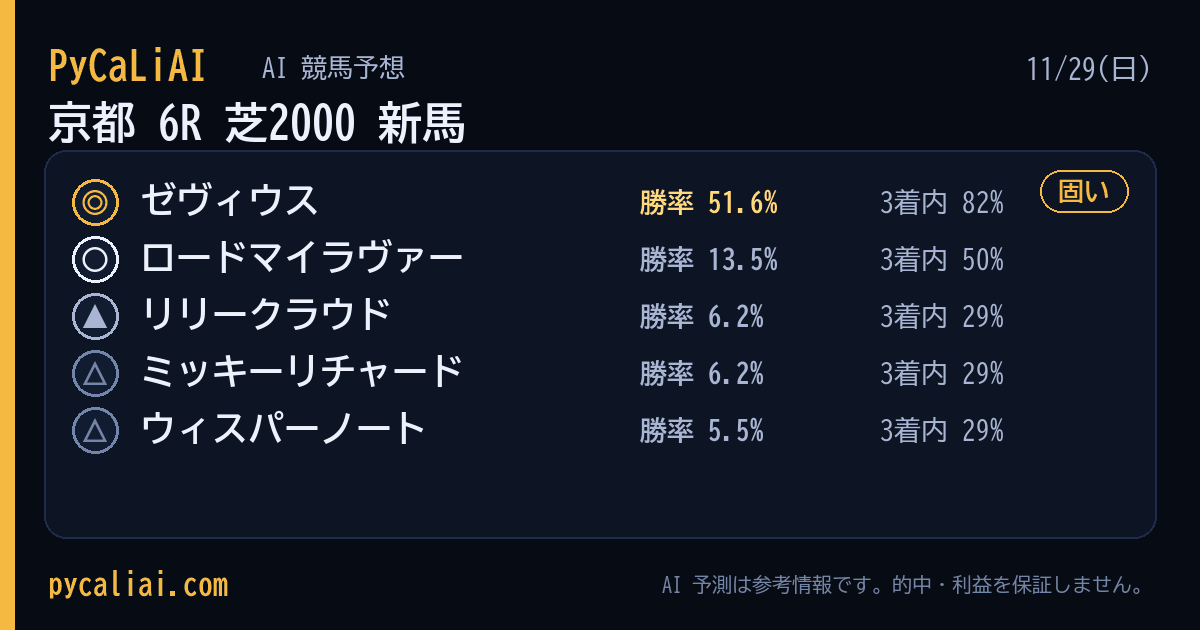 PyCaLiAI AI 競馬予想 11/29(日)
京都 6R 芝2000 新馬
◎ ゼヴィウス 勝率 51.6% 3着内 82% 固い
○ ロードマイラヴァー 勝率 13.5% 3着内 50%
▲ リリークラウド 勝率 6.2% 3着内 29%
△ ミッキーリチャード 勝率 6.2% 3着内 29%
△ ウィスパーノート 勝率 5.5% 3着内 29%
pycaliai.com AI 予測は参考情報です。的中・利益を保証しません。